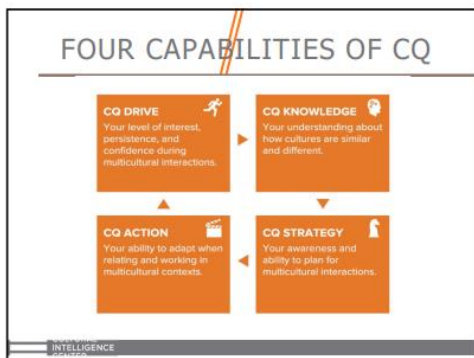 FOUR CAPABILITIES OF CQ
CQ DRIVE
Your level of interest,
persistence, and
confidence during
multicultural interactions.
CQ KNOWLEDGE
Your understanding about
how cultures are similar
and different.
CQ ACTION
Your ability to adapt when
relating and working in
multicultural contexts.
CQ STRATEGY
Your awareness and
ability to plan for
multicultural interactions.
CULTURAL
INTELLIGENCE
CENTER